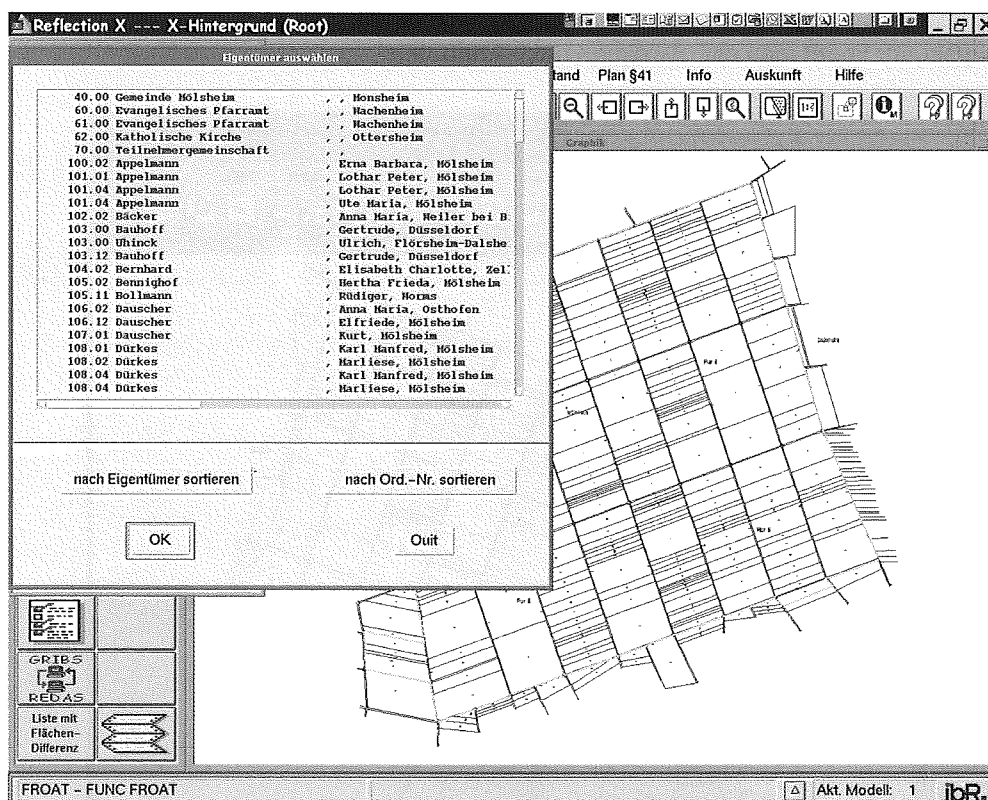 Reflection X --- X-Hintergrund (Root)
Eigentümer auswählen
tand Plan §41 Info Auskunft Hilfe
Graphik
40.00 Gemeinde Mölsheim , , Monsheim
60.00 Evangelisches Pfarramt , , Wachenheim
61.00 Evangelisches Pfarramt , , Wachenheim
62.00 Katholische Kirche , , Ottersheim
70.00 Teilnehmergemeinschaft , ,
100.02 Appelmann , Erna Barbara, Mölsheim
101.01 Appelmann , Lothar Peter, Mölsheim
101.04 Appelmann , Lothar Peter, Mölsheim
101.04 Appelmann , Ute Maria, Mölsheim
102.02 Bäcker , Anna Maria, Weiler bei B
103.00 Bauhoff , Gertrude, Düsseldorf
103.00 Uhinck , Ulrich, Flörsheim-Dalshe
103.12 Bauhoff , Gertrude, Düsseldorf
104.02 Bernhard , Elisabeth Charlotte, Zel
105.02 Bennighof , Hertha Frieda, Mölsheim
105.11 Bollmann , Rüdiger, Worms
106.02 Dauscher , Anna Maria, Osthofen
106.12 Dauscher , Elfriede, Mölsheim
107.01 Dauscher , Kurt, Mölsheim
108.01 Dürkes , Karl Manfred, Mölsheim
108.02 Dürkes , Marliese, Mölsheim
108.04 Dürkes , Karl Manfred, Mölsheim
108.04 Dürkes , Marliese, Mölsheim
nach Eigentümer sortieren nach Ord.-Nr. sortieren
OK Quit
GRIBS
REDAS
Liste mit
Flächen-
Differenz
FROAT - FUNC FROAT Akt. Modell: 1 ibR.